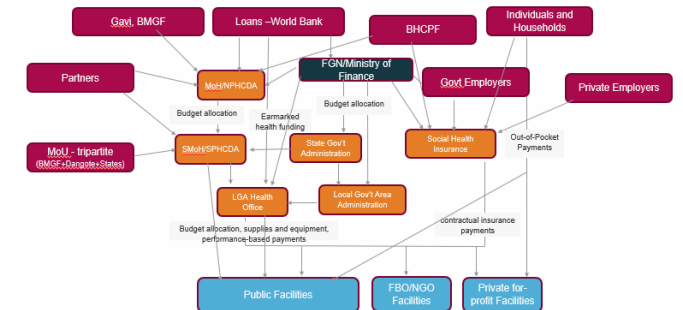 Gavi, BMGF
Loans –World Bank
BHCPF
Individuals and
Households
Partners
MoH/NPHCDA
FGN/Ministry of
Finance
Govt Employers
Private Employers
Budget allocation
Earmarked
health funding
Budget allocation
MoU - tripartite
(BMGF+Dangote+States)
SMoH/SPHCDA
State Gov't
Administration
Social Health
Insurance
Out-of-Pocket
Payments
LGA Health
Office
Local Gov't Area
Administration
Budget allocation, supplies and equipment,
performance-based payments
contractual insurance
payments
Public Facilities
FBO/NGO
Facilities
Private for-
profit Facilities